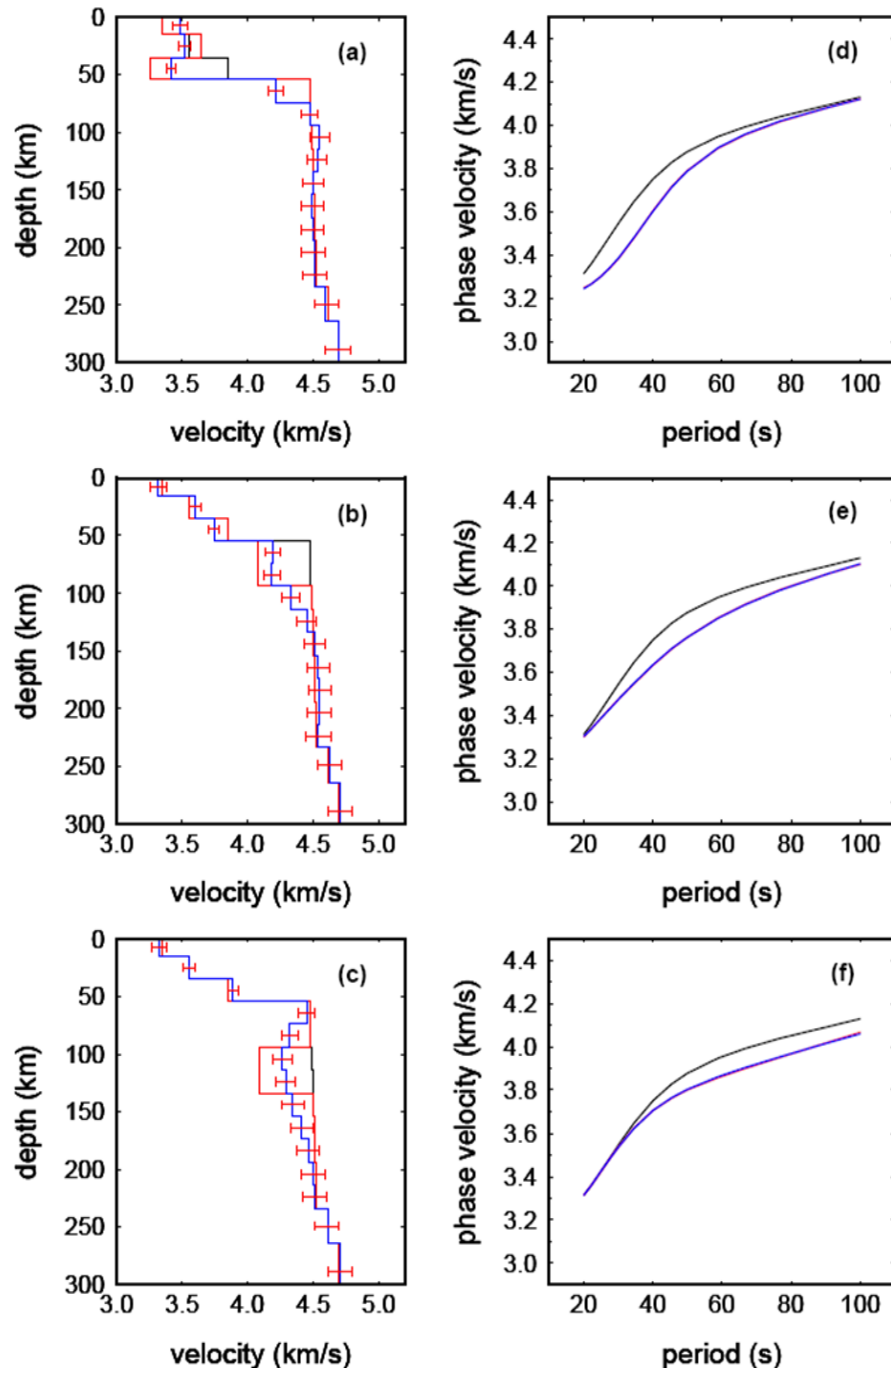 0
50
100
150
200
250
300
depth (km)
(a)
3.0 3.5 4.0 4.5 5.0
velocity (km/s)
4.4
4.2
4.0
3.8
3.6
3.4
3.2
3.0
phase velocity (km/s)
(d)
20 40 60 80 100
period (s)
0
50
100
150
200
250
300
depth (km)
(b)
3.0 3.5 4.0 4.5 5.0
velocity (km/s)
4.4
4.2
4.0
3.8
3.6
3.4
3.2
3.0
phase velocity (km/s)
(e)
20 40 60 80 100
period (s)
0
50
100
150
200
250
300
depth (km)
(c)
3.0 3.5 4.0 4.5 5.0
velocity (km/s)
4.4
4.2
4.0
3.8
3.6
3.4
3.2
3.0
phase velocity (km/s)
(f)
20 40 60 80 100
period (s)